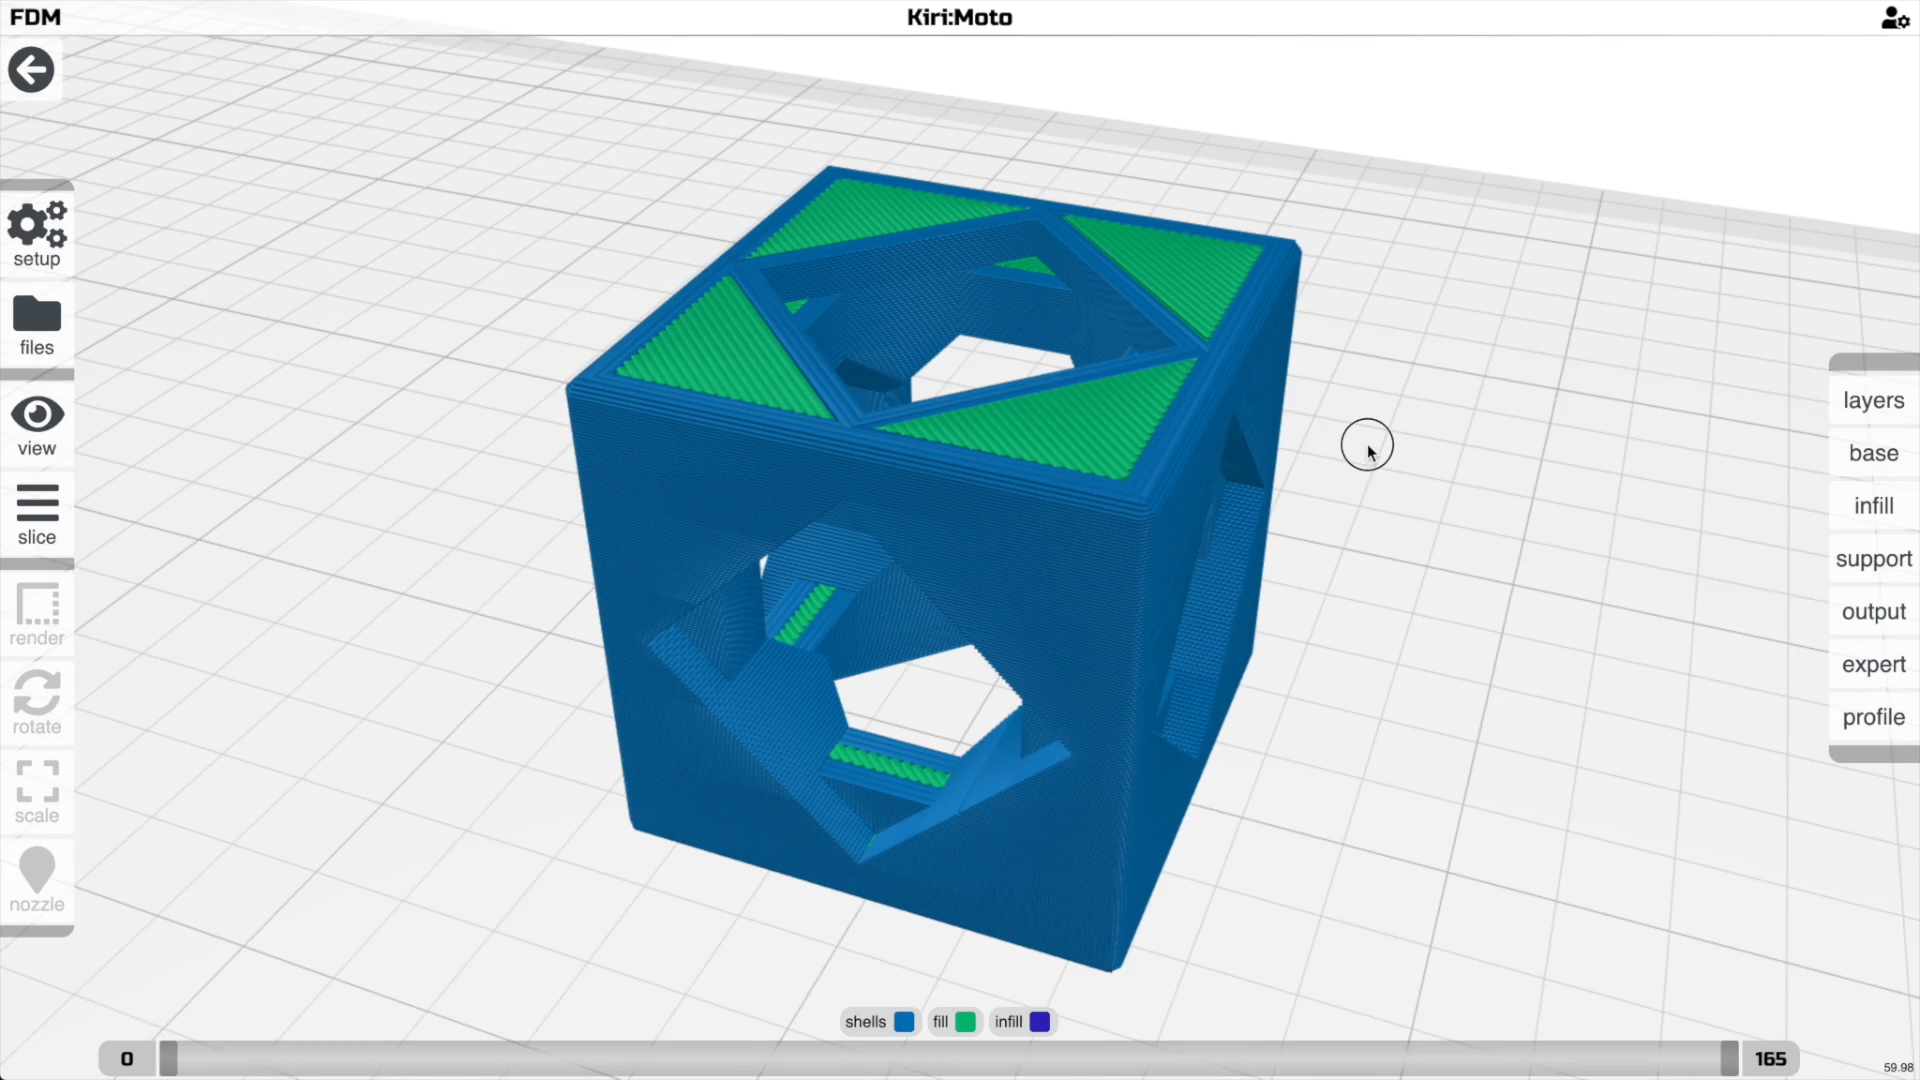 FDM
Kiri:Moto
setup
files
view
slice
render
rotate
scale
nozzle
layers
base
infill
support
output
expert
profile
shells
fill
infill
0
165
59.98